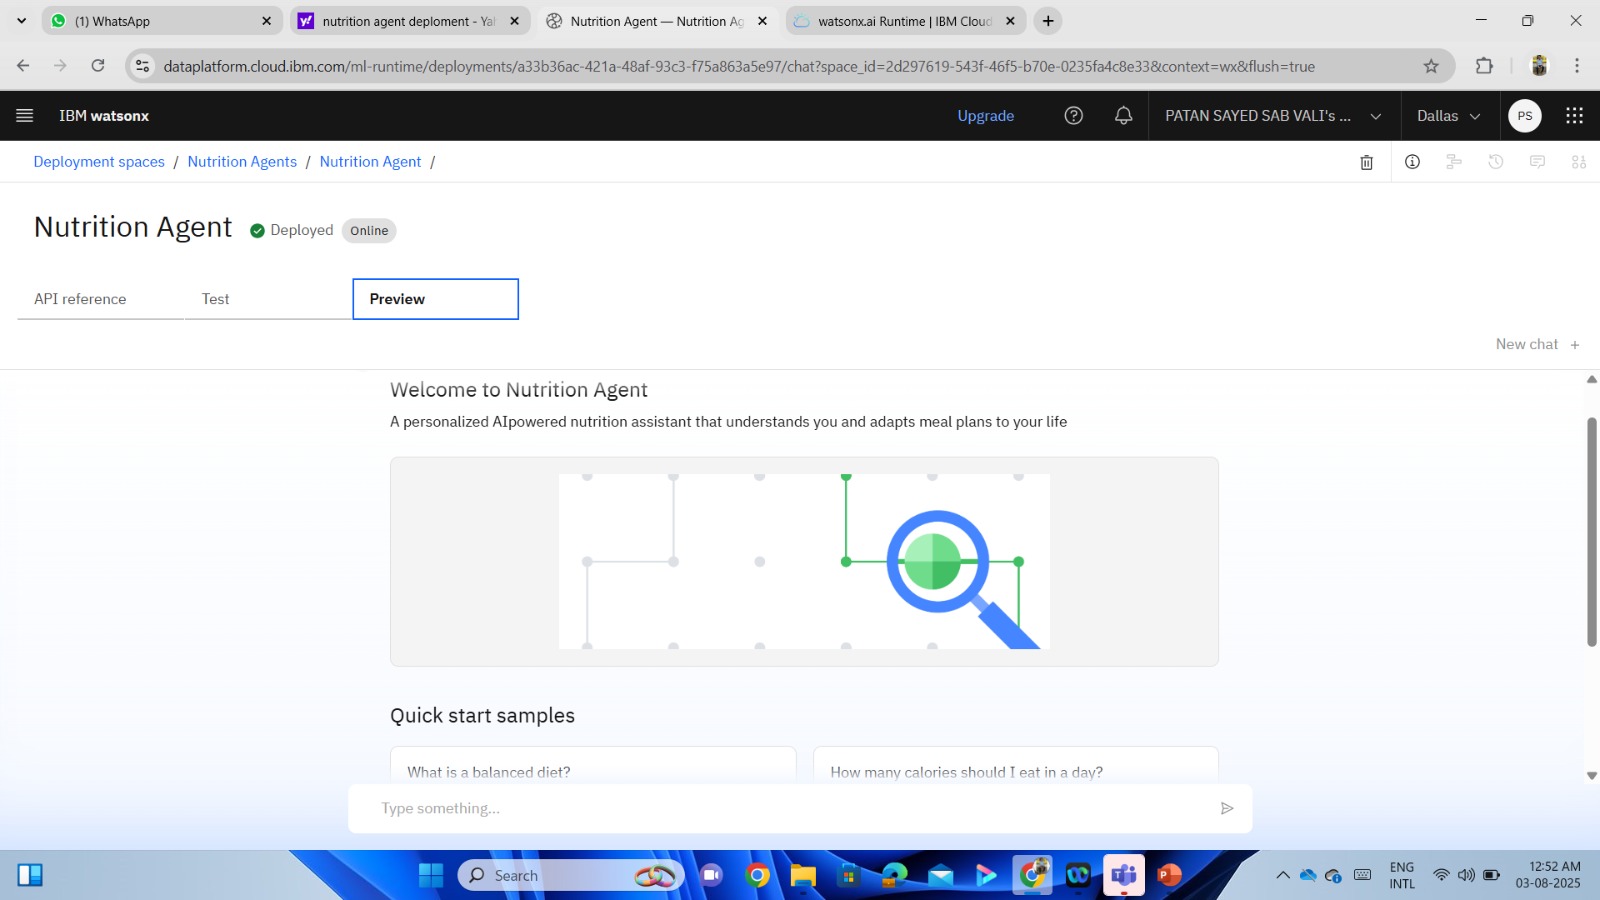 (1) WhatsApp
nutrition agent deploment - Ya
Nutrition Agent — Nutrition Ag
watsonx.ai Runtime | IBM Cloud
dataplatform.cloud.ibm.com/ml-runtime/deployments/a33b36ac-421a-48af-93c3-f75a863a5e97/chat?space_id=2d297619-543f-46f5-b70e-0235fa4c8e33&context=wx&flush=true
IBM watsonx
Upgrade
PATAN SAYED SAB VALI's ...
Dallas
PS
Deployment spaces / Nutrition Agents / Nutrition Agent /
Nutrition Agent
Deployed
Online
API reference
Test
Preview
New chat +
Welcome to Nutrition Agent
A personalized AIpowered nutrition assistant that understands you and adapts meal plans to your life
Quick start samples
What is a balanced diet?
How many calories should I eat in a day?
Type something...
Search
ENG
INTL
12:52 AM
03-08-2025